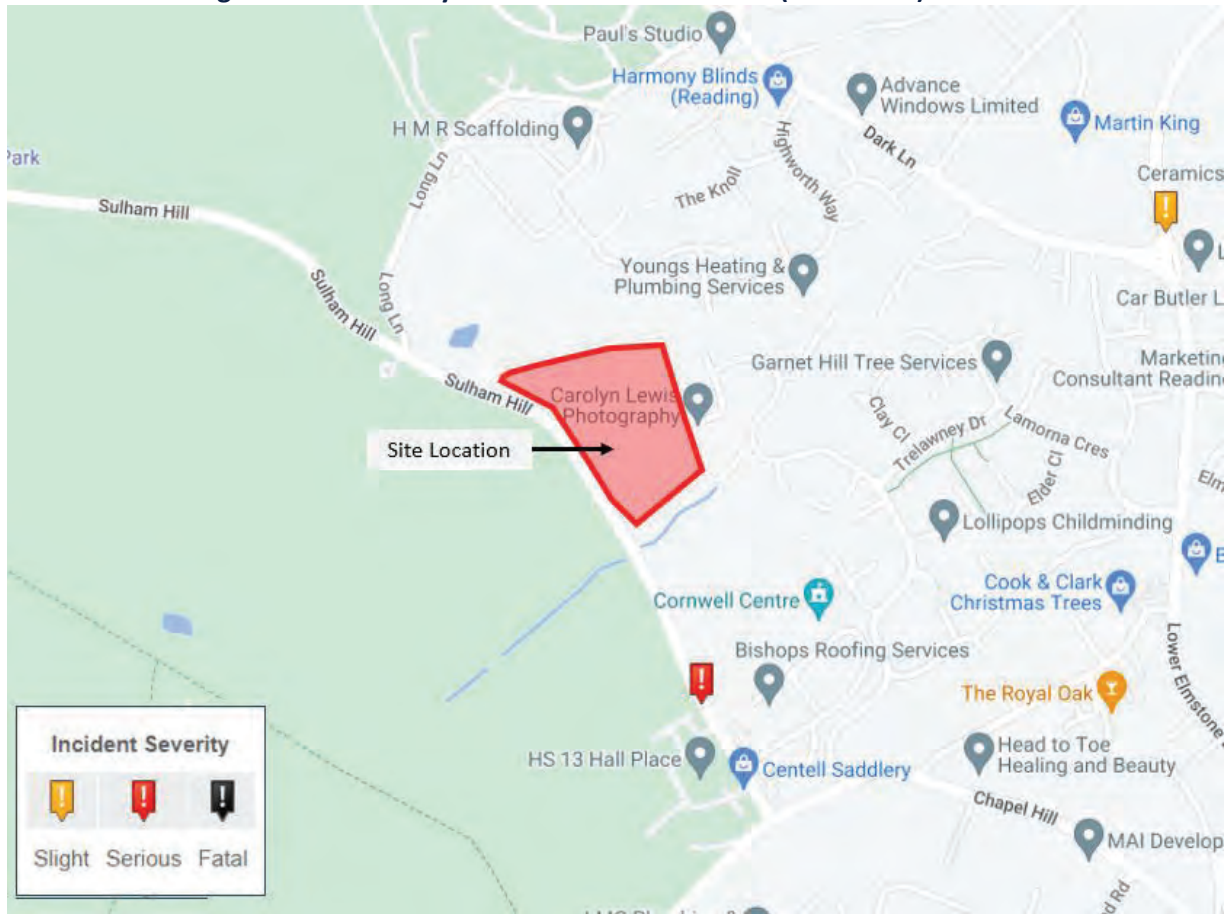 Paul's Studio
Harmony Blinds
(Reading)
Advance
Windows Limited
H M R Scaffolding
Martin King
Dark Ln
Highworth Way
The Knoll
Long Ln
Park
Ceramics
Sulham Hill
Youngs Heating &
Plumbing Services
Sulham Hill
Long Ln
Car Butler L
Garnet Hill Tree Services
Marketing
Consultant Reading
Sulham Hill
Carolyn Lewis
Photography
Clay Cl
Trelawney Dr
Lamorna Cres
Site Location
Elder Cl
Lollipops Childminding
Cornwell Centre
Cook & Clark
Christmas Trees
Bishops Roofing Services
Lower Elmstone
The Royal Oak
Incident Severity
Slight Serious Fatal
HS 13 Hall Place
Centell Saddlery
Head to Toe
Healing and Beauty
Chapel Hill
MAI Develop
Rd